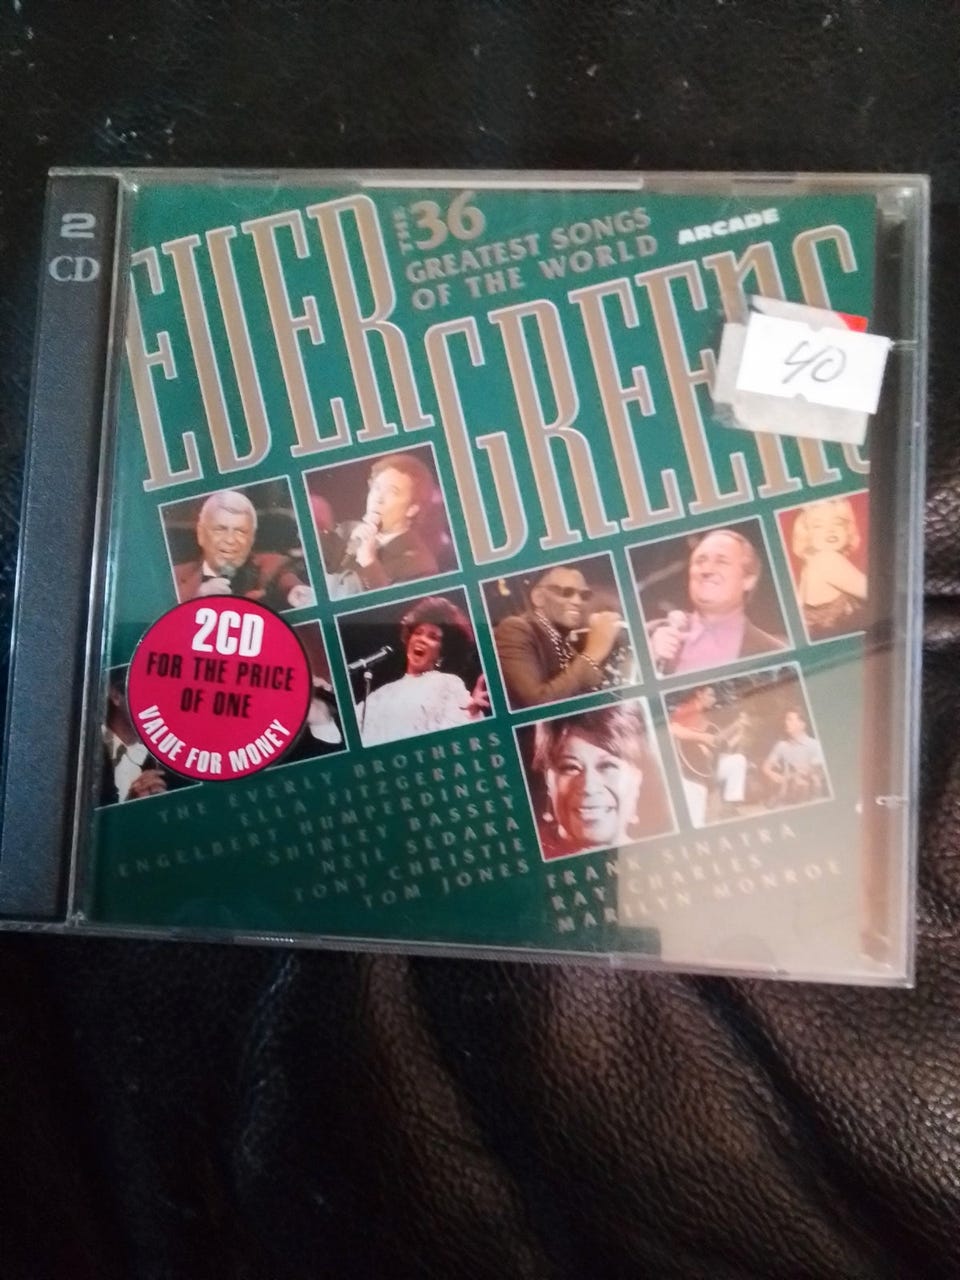 2
CD
EVER
THE 36
GREATEST SONGS
OF THE WORLD
ARCADE
GREENS
40
2CD
FOR THE PRICE
OF ONE
VALUE FOR MONEY
THE EVERLY BROTHERS
ELLA FITZGERALD
ENGELBERT HUMPERDINCK
SHIRLEY BASSEY
NEIL SEDAKA
TONY CHRISTIE
TOM JONES
FRANK SINATRA
RAY CHARLES
MARILYN MONROE